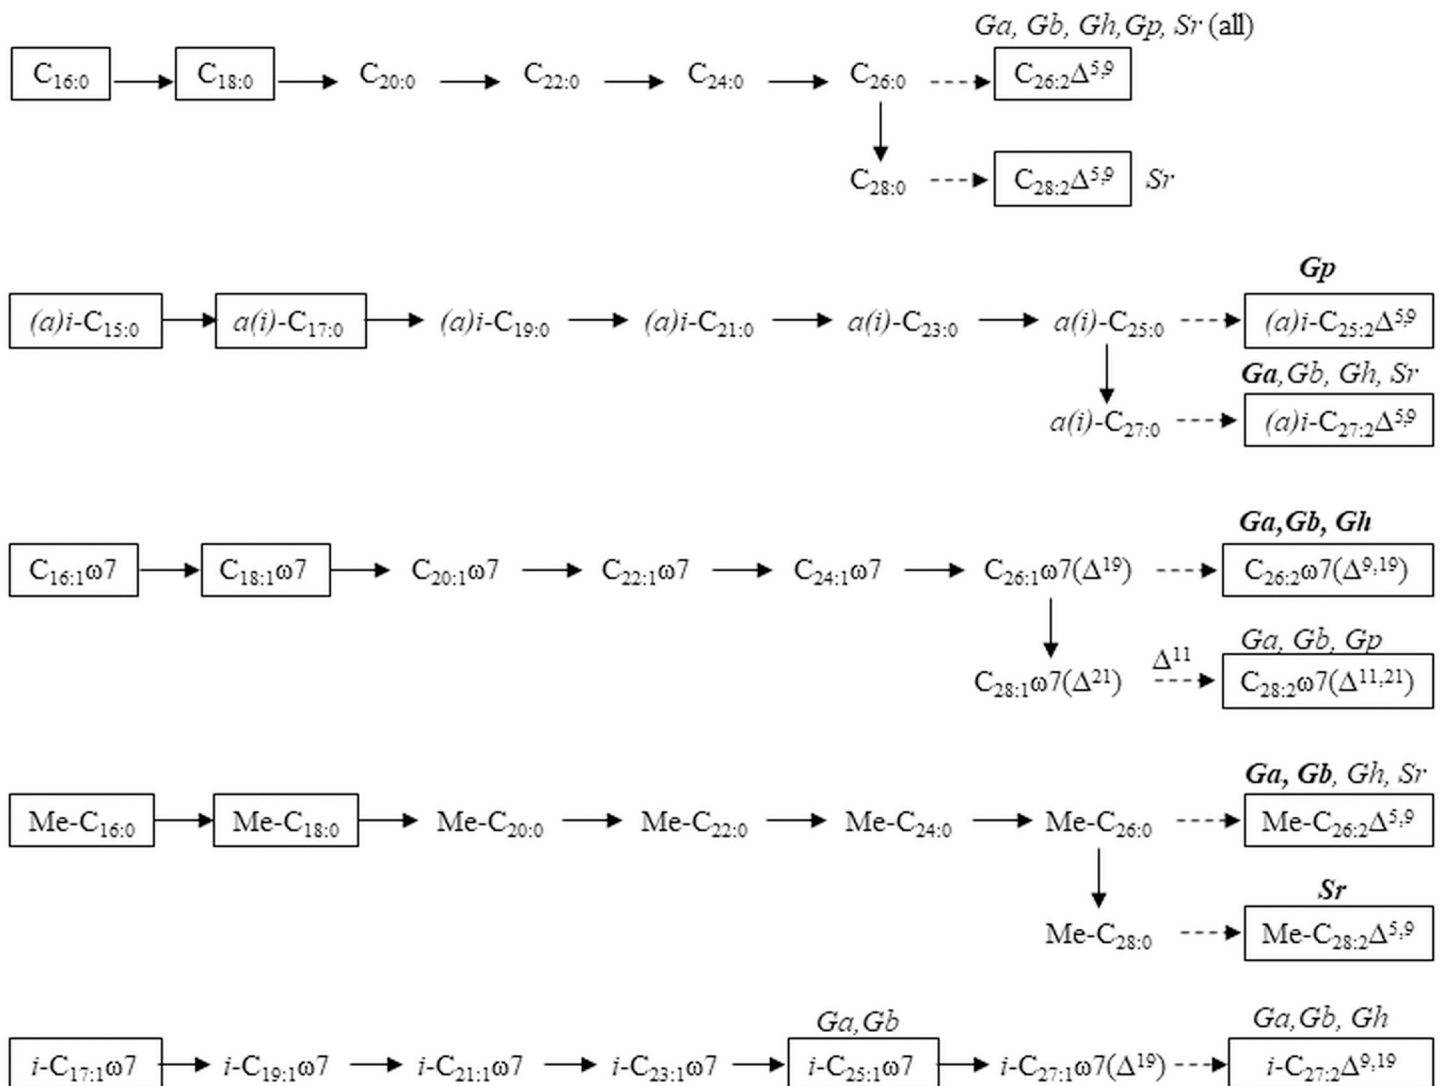 Ga, Gb, Gh, Gp, Sr (all)
C16:0 C18:0 C20:0 C22:0 C24:0 C26:0 C26:2Δ5,9
C28:0 C28:2Δ5,9 Sr
Gp
(a)i-C15:0 a(i)-C17:0 (a)i-C19:0 (a)i-C21:0 a(i)-C23:0 a(i)-C25:0 (a)i-C25:2Δ5,9
Ga, Gb, Gh, Sr
a(i)-C27:0 (a)i-C27:2Δ5,9
Ga, Gb, Gh
C16:1ω7 C18:1ω7 C20:1ω7 C22:1ω7 C24:1ω7 C26:1ω7(Δ19) C26:2ω7(Δ9,19)
Ga, Gb, Gp
C28:1ω7(Δ21) Δ11 C28:2ω7(Δ11,21)
Ga, Gb, Gh, Sr
Me-C16:0 Me-C18:0 Me-C20:0 Me-C22:0 Me-C24:0 Me-C26:0 Me-C26:2Δ5,9
Sr
Me-C28:0 Me-C28:2Δ5,9
Ga, Gb Ga, Gb, Gh
i-C17:1ω7 i-C19:1ω7 i-C21:1ω7 i-C23:1ω7 i-C25:1ω7 i-C27:1ω7(Δ19) i-C27:2Δ9,19